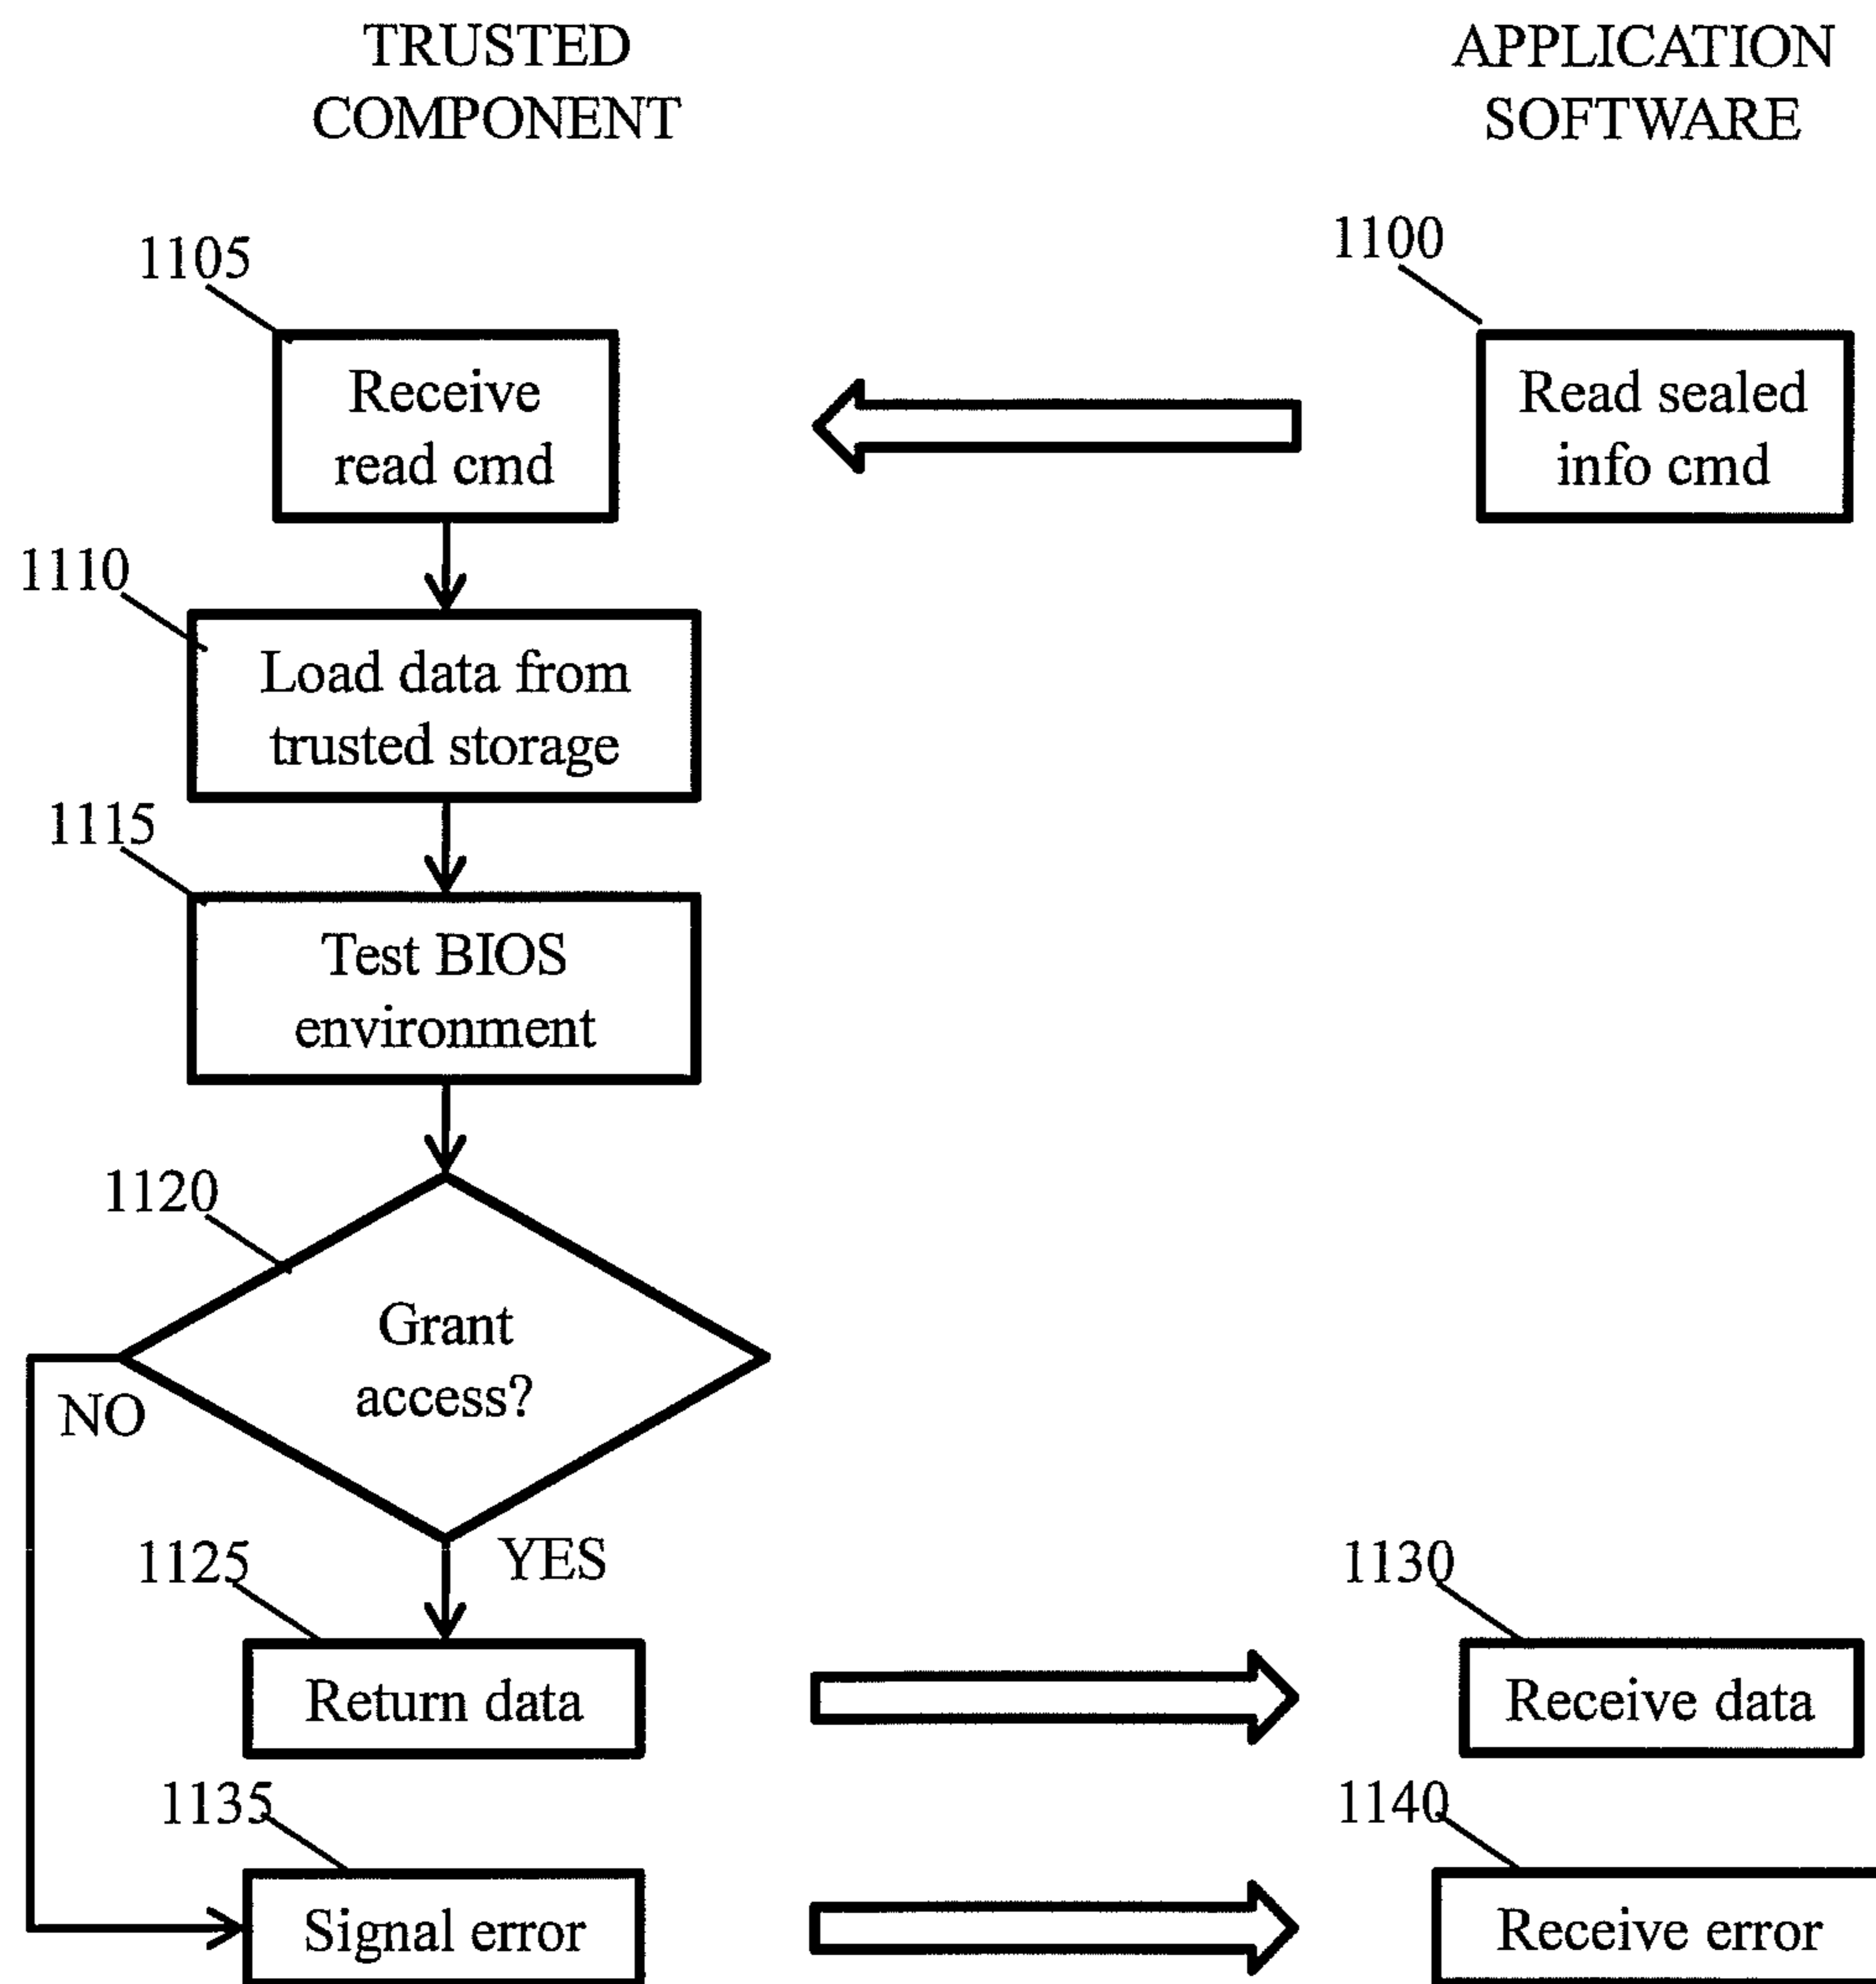 TRUSTED
COMPONENT
APPLICATION
SOFTWARE
1105
1100
Receive
read cmd
Read sealed
info cmd
1110
Load data from
trusted storage
1115
Test BIOS
environment
1120
Grant
access?
NO
YES
1125
1130
Return data
Receive data
1135
1140
Signal error
Receive error